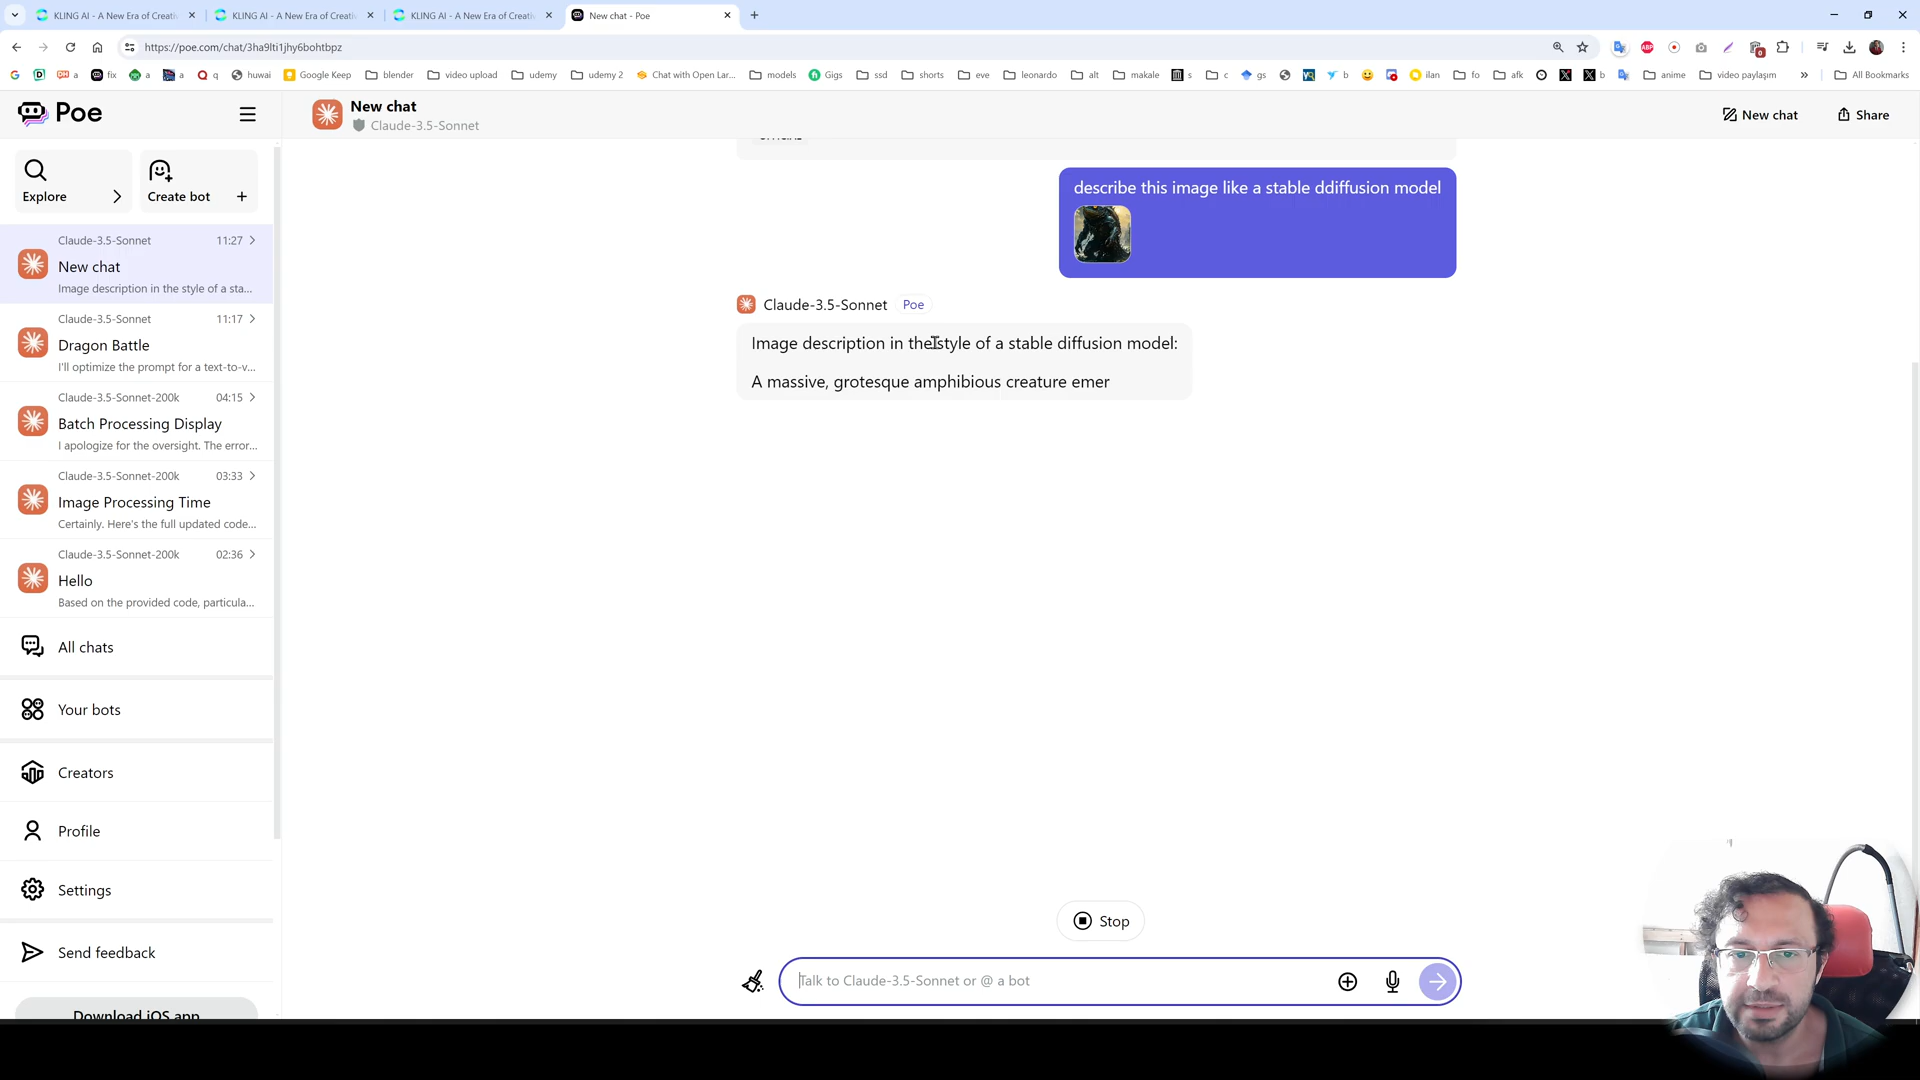 KLING AI - A New Era of Creati
KLING AI - A New Era of Creati
KLING AI - A New Era of Creati
New chat - Poe
https://poe.com/chat/3ha9lti1jhy6bohtbpz
a
fix
a
a
q
huwai
Google Keep
blender
video upload
udemy
udemy 2
Chat with Open Lar...
models
Gigs
ssd
shorts
eve
leonardo
alt
makale
s
c
gs
b
ilan
fo
afk
b
anime
video paylaşım
All Bookmarks
Poe
New chat
Claude-3.5-Sonnet
New chat
Share
Explore
Create bot
describe this image like a stable ddiffusion model
Claude-3.5-Sonnet 11:27
New chat
Image description in the style of a sta...
Claude-3.5-Sonnet 11:17
Dragon Battle
I'll optimize the prompt for a text-to-v...
Claude-3.5-Sonnet-200k 04:15
Batch Processing Display
I apologize for the oversight. The error...
Claude-3.5-Sonnet-200k 03:33
Image Processing Time
Certainly. Here's the full updated code...
Claude-3.5-Sonnet-200k 02:36
Hello
Based on the provided code, particula...
All chats
Your bots
Creators
Profile
Settings
Send feedback
Download iOS app
Claude-3.5-Sonnet Poe
Image description in the style of a stable diffusion model:
A massive, grotesque amphibious creature emer
Stop
Talk to Claude-3.5-Sonnet or @ a bot